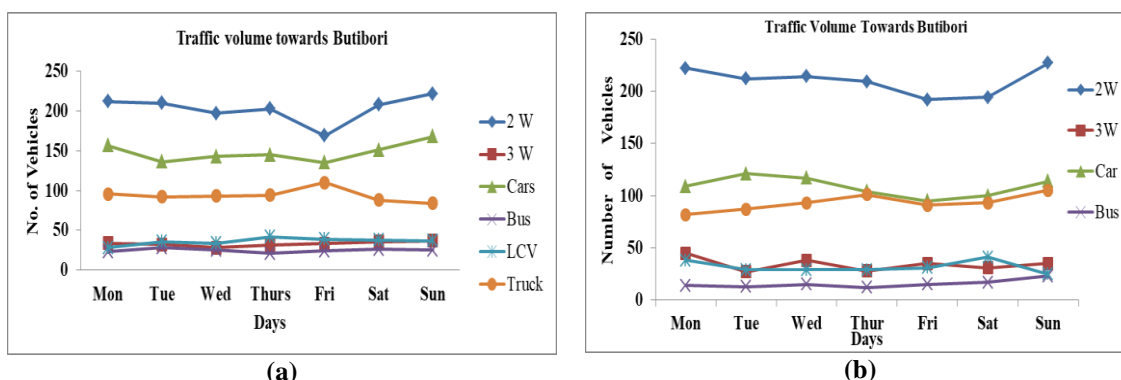 Traffic volume towards Butibori
No. of Vehicles
250
200
150
100
50
0
Mon Tue Wed Thurs Fri Sat Sun
Days
2 W
3 W
Cars
Bus
LCV
Truck
(a)
Traffic Volume Towards Butibori
Number of Vehicles
250
200
150
100
50
0
Mon Tue Wed Thur Fri Sat Sun
Days
2W
3W
Car
Bus
(b)